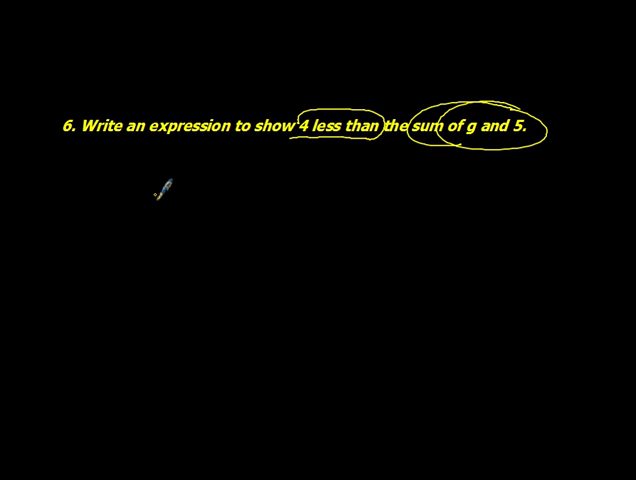 6. Write an expression to show 4 less than the sum of g and 5.